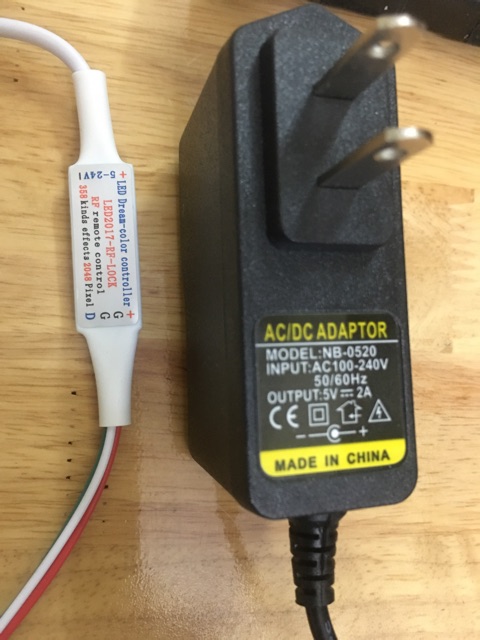 + LED Dream-color controller +
LED2017-RF-LOCK G
RF remote control G
358 kinds effects 2048 Pixel D
5-24V
AC/DC ADAPTOR
MODEL:NB-0520
INPUT:AC100-240V
50/60Hz
OUTPUT:5V 2A
CE
- +
MADE IN CHINA